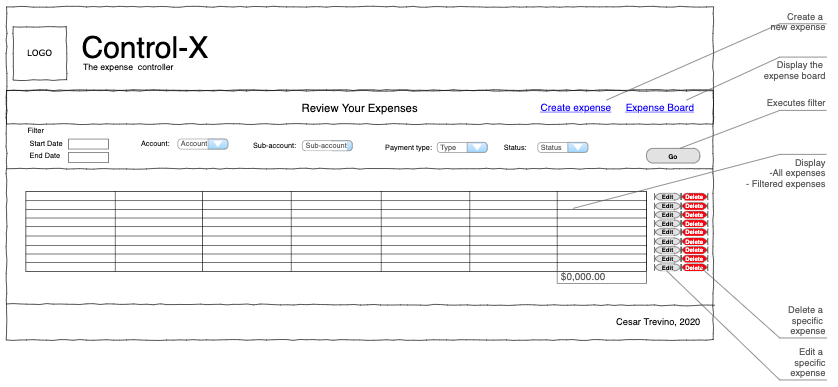 LOGO
Control-X
The expense controller
Create a
new expense
Display the
expense board
Review Your Expenses
Create expense
Expense Board
Executes filter
Filter
Start Date
End Date
Account:
Account
Sub-account:
Sub-account
Payment type:
Type
Status:
Status
Go
Display
-All expenses
- Filtered expenses
Edit Delete
Edit Delete
Edit Delete
Edit Delete
Edit Delete
Edit Delete
Edit Delete
Edit Delete
Edit Delete
$0,000.00
Delete a
specific
expense
Cesar Trevino, 2020
Edit a
specific
expense